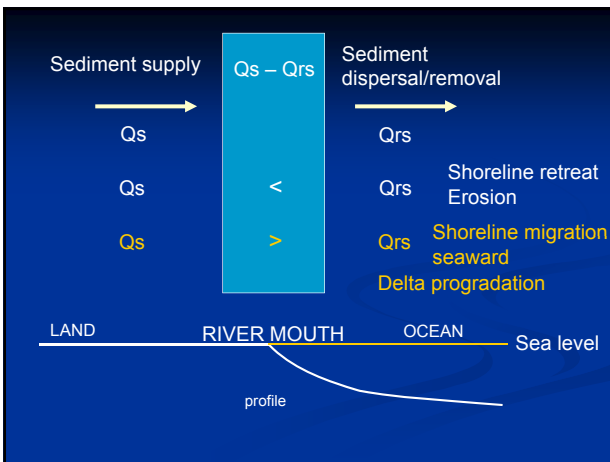 Sediment supply
Qs – Qrs
Sediment
dispersal/removal
Qs
Qrs
Qs < Qrs
Shoreline retreat
Erosion
Qs > Qrs
Shoreline migration
seaward
Delta progradation
LAND
RIVER MOUTH
OCEAN
Sea level
profile